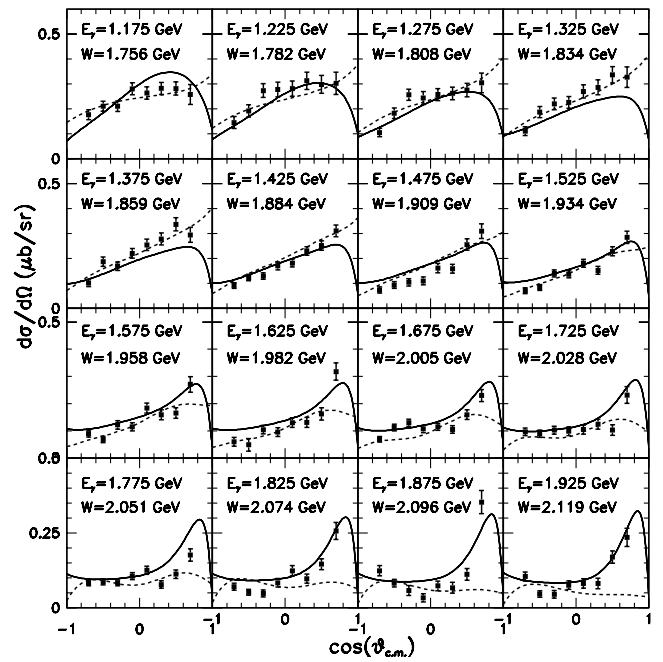 0.6
Eγ=1.175 GeV
W=1.756 GeV
Eγ=1.225 GeV
W=1.782 GeV
Eγ=1.275 GeV
W=1.808 GeV
Eγ=1.325 GeV
W=1.834 GeV
0
0.5
Eγ=1.375 GeV
W=1.859 GeV
Eγ=1.425 GeV
W=1.884 GeV
Eγ=1.475 GeV
W=1.909 GeV
Eγ=1.525 GeV
W=1.934 GeV
dσ/dΩ (μb/sr)
0
0.5
Eγ=1.575 GeV
W=1.958 GeV
Eγ=1.625 GeV
W=1.982 GeV
Eγ=1.675 GeV
W=2.005 GeV
Eγ=1.725 GeV
W=2.028 GeV
Eγ=1.775 GeV
W=2.051 GeV
Eγ=1.825 GeV
W=2.074 GeV
Eγ=1.875 GeV
W=2.096 GeV
Eγ=1.925 GeV
W=2.119 GeV
0.25
0
−1 0 −1 0 −1 0 −1 0 1
cos(ϑc.m.)